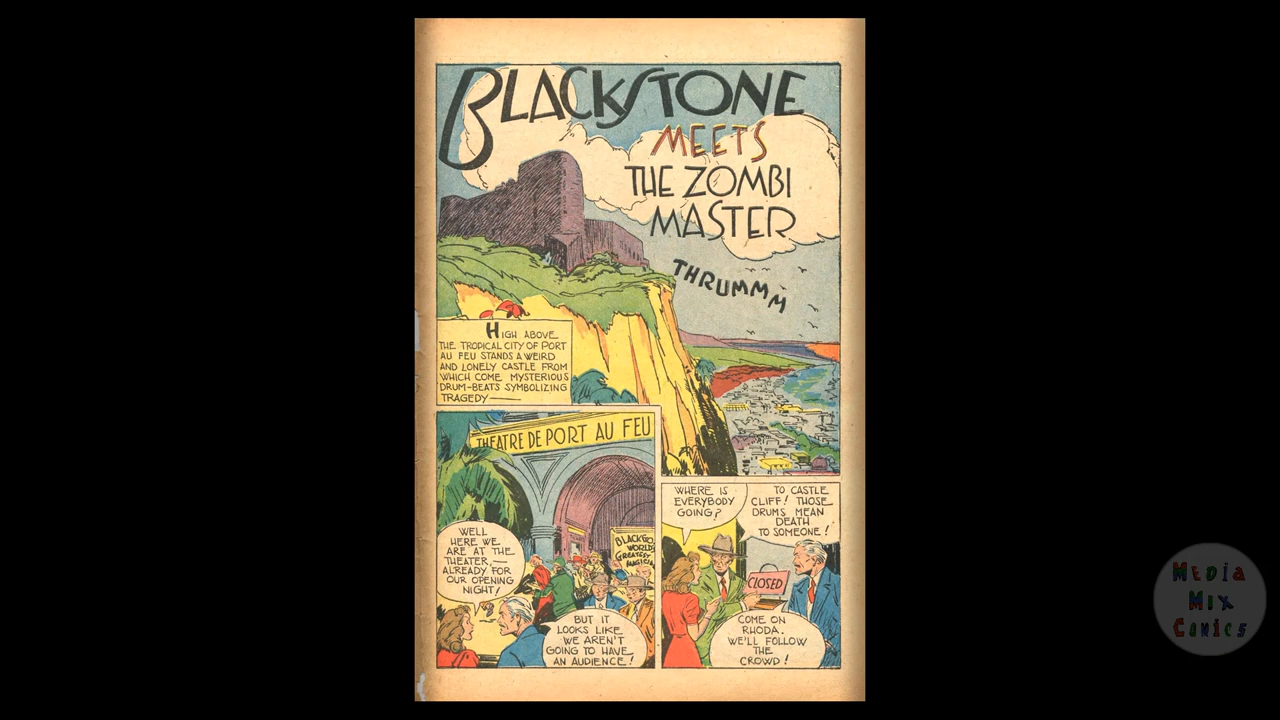 BLACKSTONE
MEETS
THE ZOMBI
MASTER
THRUMMM
HIGH ABOVE
THE TROPICAL CITY OF PORT
AU FEU STANDS A WEIRD
AND LONELY CASTLE FROM
WHICH COME MYSTERIOUS
DRUM-BEATS SYMBOLIZING
TRAGEDY——
THEATRE DE PORT AU FEU
WELL
HERE WE
ARE AT THE
THEATER,—
ALREADY FOR
OUR OPENING
NIGHT!
BLACKSTO
WORLD'S
GREATEST
MAGICIAN
BUT IT
LOOKS LIKE
WE AREN'T
GOING TO HAVE
AN AUDIENCE!
WHERE IS
EVERYBODY
GOING?
TO CASTLE
CLIFF! THOSE
DRUMS MEAN
DEATH
TO SOMEONE!
CLOSED
COME ON
RHODA.
WE'LL FOLLOW
THE
CROWD!
MeDia
Mix
Comics